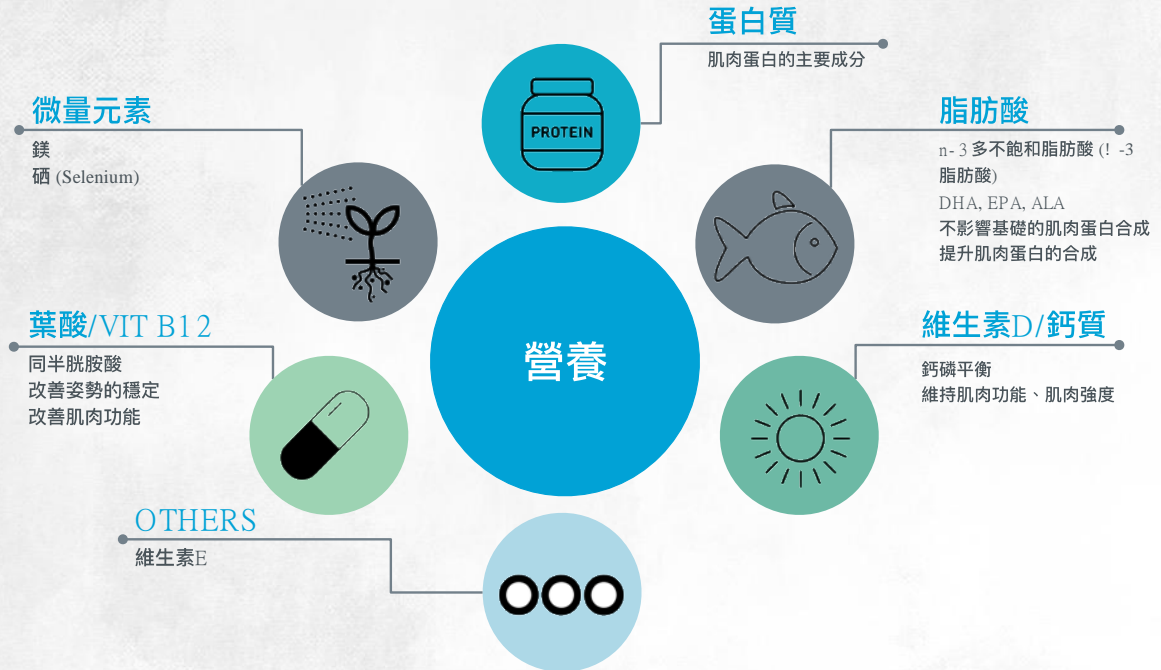 蛋白質
肌肉蛋白的主要成分
PROTEIN
脂肪酸
n- 3 多不飽和脂肪酸 (! -3
脂肪酸)
DHA, EPA, ALA
不影響基礎的肌肉蛋白合成
提升肌肉蛋白的合成
維生素D/鈣質
鈣磷平衡
維持肌肉功能、肌肉強度
營養
微量元素
鎂
硒 (Selenium)
葉酸/VIT B12
同半胱胺酸
改善姿勢的穩定
改善肌肉功能
OTHERS
維生素E